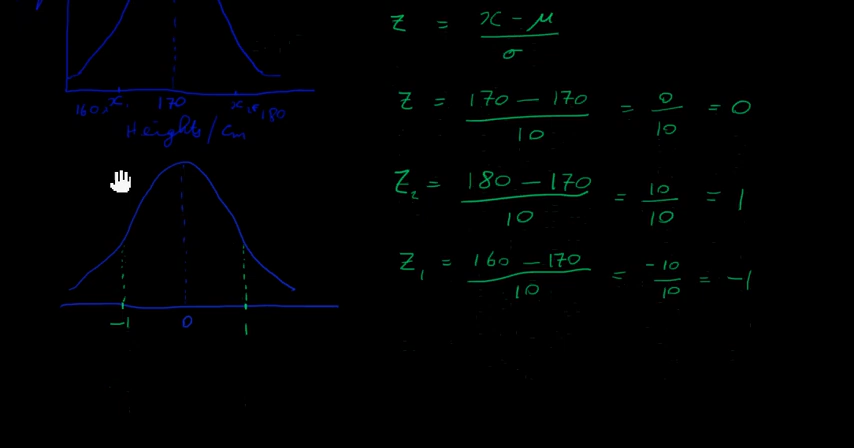 160, x, 170 x, 180
Heights/cm
-1 0 1
Z = x - μ / σ
Z = 170 - 170 / 10 = 0 / 10 = 0
Z₂ = 180 - 170 / 10 = 10 / 10 = 1
Z₁ = 160 - 170 / 10 = -10 / 10 = -1